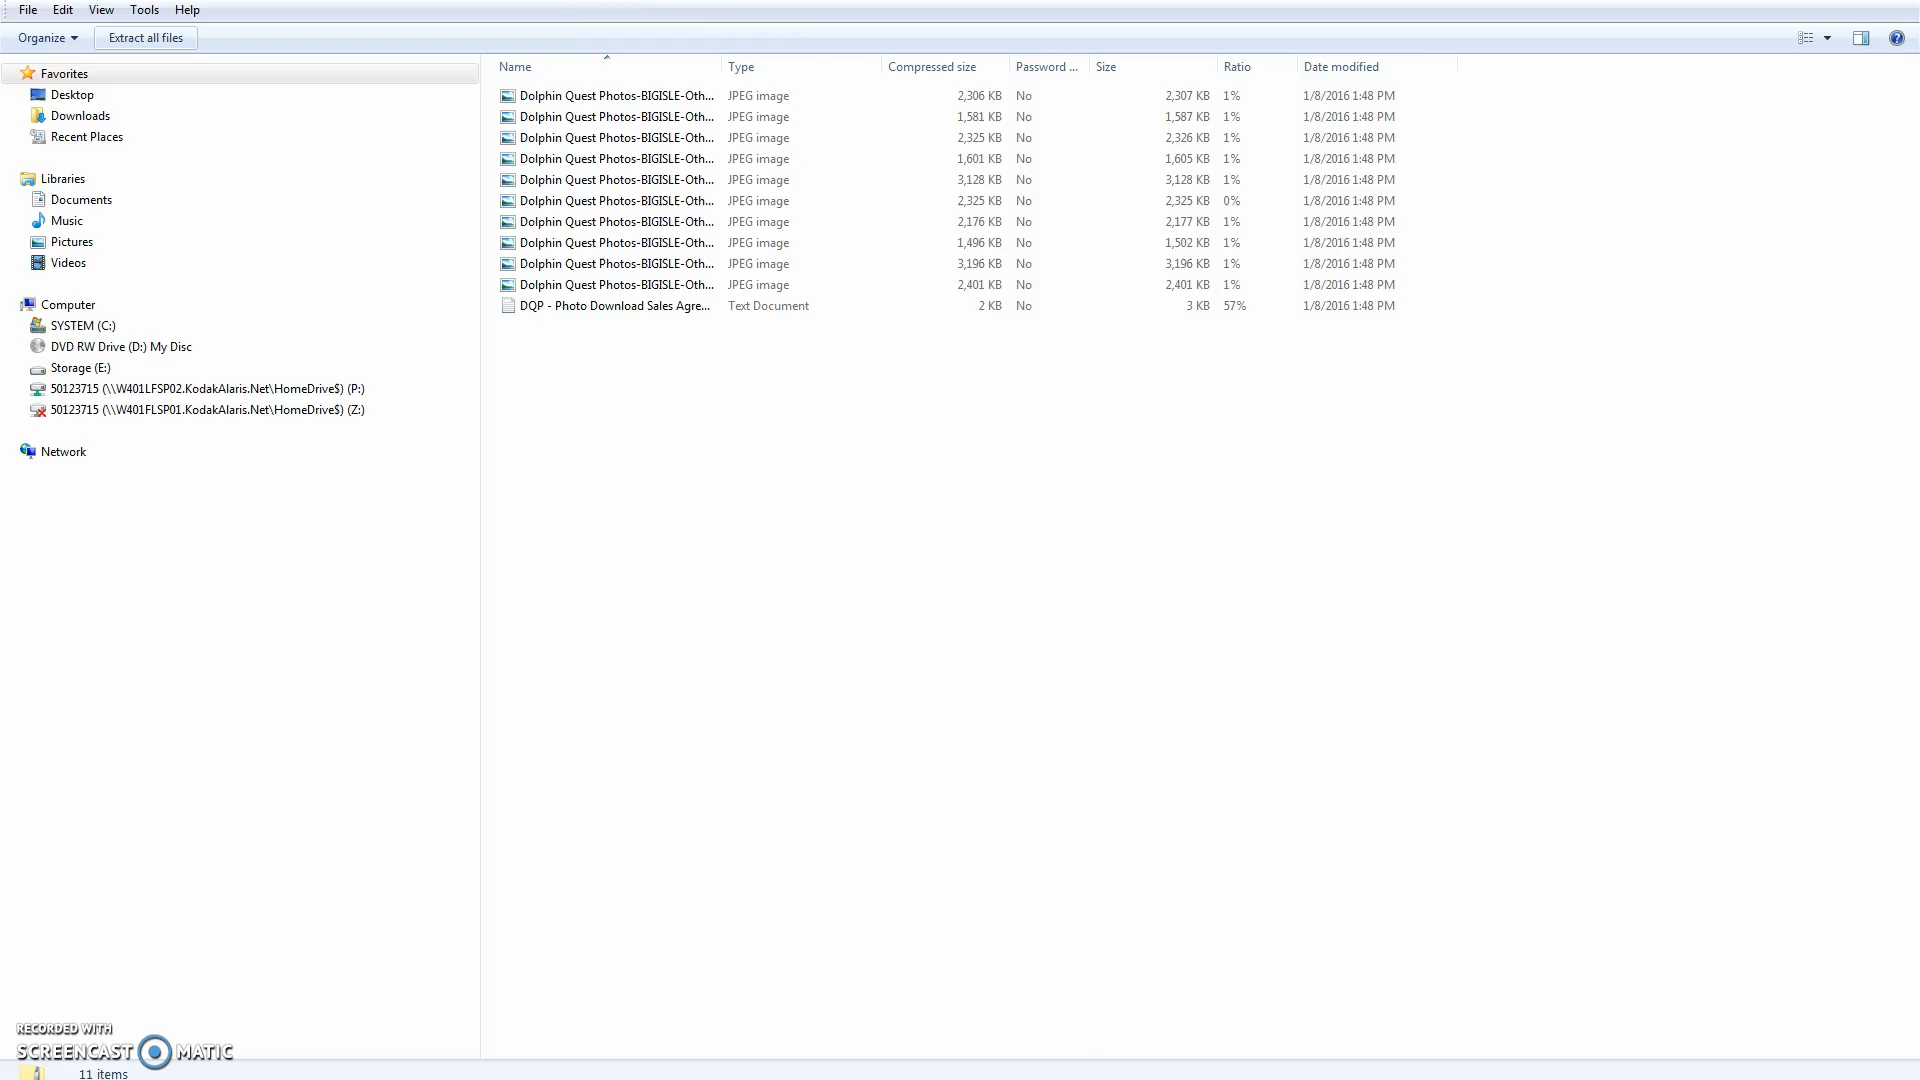 File Edit View Tools Help
Organize Extract all files
Name Type Compressed size Password ... Size Ratio Date modified
Favorites
Desktop
Downloads
Recent Places
Libraries
Documents
Music
Pictures
Videos
Computer
SYSTEM (C:)
DVD RW Drive (D:) My Disc
Storage (E:)
50123715 (\\W401LFSP02.KodakAlaris.Net\HomeDrive$) (P:)
50123715 (\\W401FLSP01.KodakAlaris.Net\HomeDrive$) (Z:)
Network
Dolphin Quest Photos-BIGISLE-Oth... JPEG image 2,306 KB No 2,307 KB 1% 1/8/2016 1:48 PM
Dolphin Quest Photos-BIGISLE-Oth... JPEG image 1,581 KB No 1,587 KB 1% 1/8/2016 1:48 PM
Dolphin Quest Photos-BIGISLE-Oth... JPEG image 2,325 KB No 2,326 KB 1% 1/8/2016 1:48 PM
Dolphin Quest Photos-BIGISLE-Oth... JPEG image 1,601 KB No 1,605 KB 1% 1/8/2016 1:48 PM
Dolphin Quest Photos-BIGISLE-Oth... JPEG image 3,128 KB No 3,128 KB 1% 1/8/2016 1:48 PM
Dolphin Quest Photos-BIGISLE-Oth... JPEG image 2,325 KB No 2,325 KB 0% 1/8/2016 1:48 PM
Dolphin Quest Photos-BIGISLE-Oth... JPEG image 2,176 KB No 2,177 KB 1% 1/8/2016 1:48 PM
Dolphin Quest Photos-BIGISLE-Oth... JPEG image 1,496 KB No 1,502 KB 1% 1/8/2016 1:48 PM
Dolphin Quest Photos-BIGISLE-Oth... JPEG image 3,196 KB No 3,196 KB 1% 1/8/2016 1:48 PM
Dolphin Quest Photos-BIGISLE-Oth... JPEG image 2,401 KB No 2,401 KB 1% 1/8/2016 1:48 PM
DQP - Photo Download Sales Agre... Text Document 2 KB No 3 KB 57% 1/8/2016 1:48 PM
RECORDED WITH
SCREENCAST MATIC
11 items